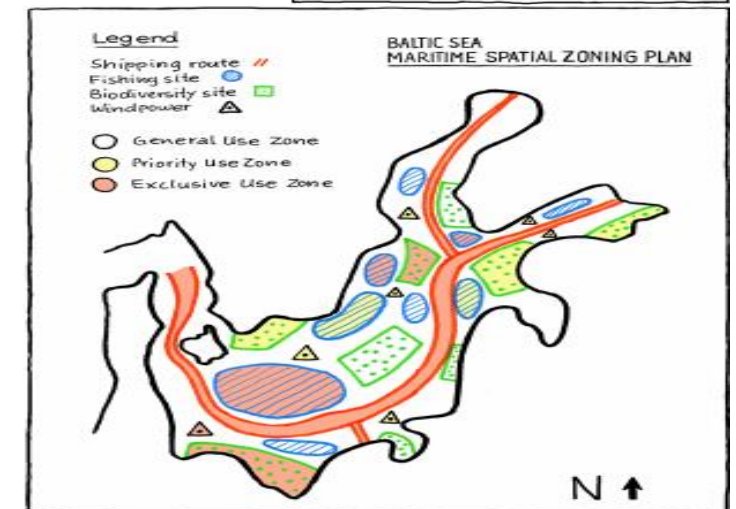 Legend
Shipping route
Fishing site
Biodiversity site
Windpower
General Use Zone
Priority Use Zone
Exclusive Use Zone
BALTIC SEA
MARITIME SPATIAL ZONING PLAN
N